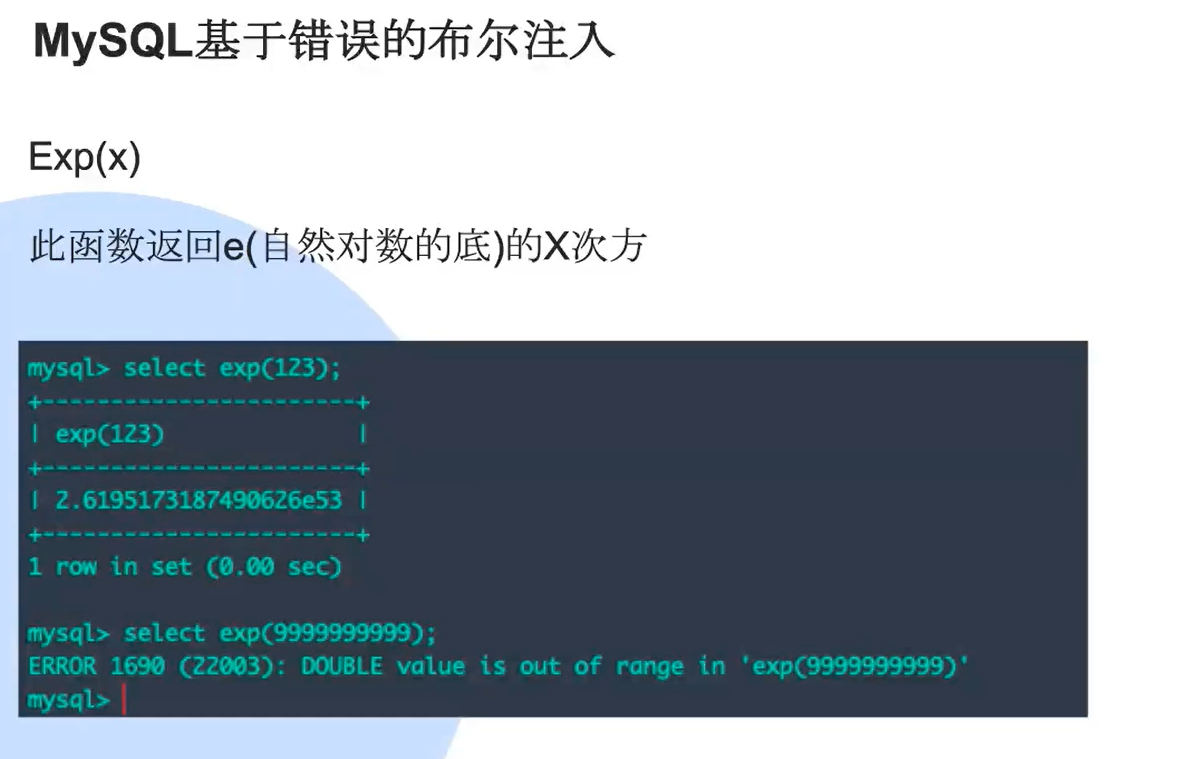 MySQL基于错误的布尔注入
Exp(x)
此函数返回e(自然对数的底)的X次方
mysql> select exp(123);
+-----------------------+
| exp(123)              |
+-----------------------+
| 2.6195173187490626e53 |
+-----------------------+
1 row in set (0.00 sec)
mysql> select exp(9999999999);
ERROR 1690 (22003): DOUBLE value is out of range in 'exp(9999999999)'
mysql>